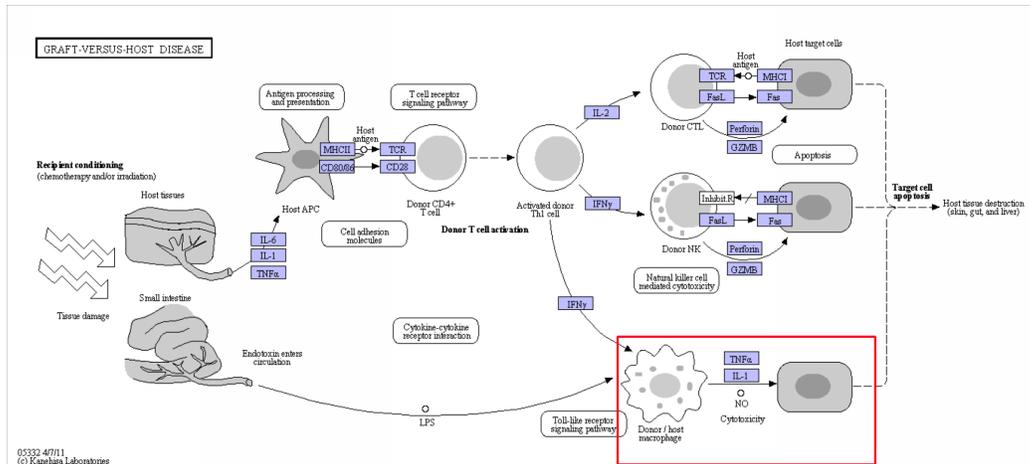 GRAFT-VERSUS-HOST DISEASE
Host target cells
Host
antigen
TCR
MHCI
FasL
Fas
Donor CTL
Perforin
GZMB
Apoptosis
IL-2
Antigen processing
and presentation
T cell receptor
signaling pathway
Host
antigen
MHCII
TCR
CD80/86
CD28
Host APC
Donor CD4+
T cell
Activated donor
Th1 cell
IFNγ
Inhibit.R
MHCI
FasL
Fas
Donor NK
Perforin
GZMB
Natural killer cell
mediated cytotoxicity
Target cell
apoptosis
Host tissue destruction
(skin, gut, and liver)
Recipient conditioning
(chemotherapy and/or irradiation)
Host tissues
IL-6
IL-1
TNFα
Cell adhesion
molecules
Donor T cell activation
Tissue damage
Small intestine
Endotoxin enters
circulation
Cytokine-cytokine
receptor interaction
IFNγ
LPS
Toll-like receptor
signaling pathway
Donor / host
macrophage
TNFα
IL-1
NO
Cytotoxicity
05332 4/7/11
(c) Kanehisa Laboratories